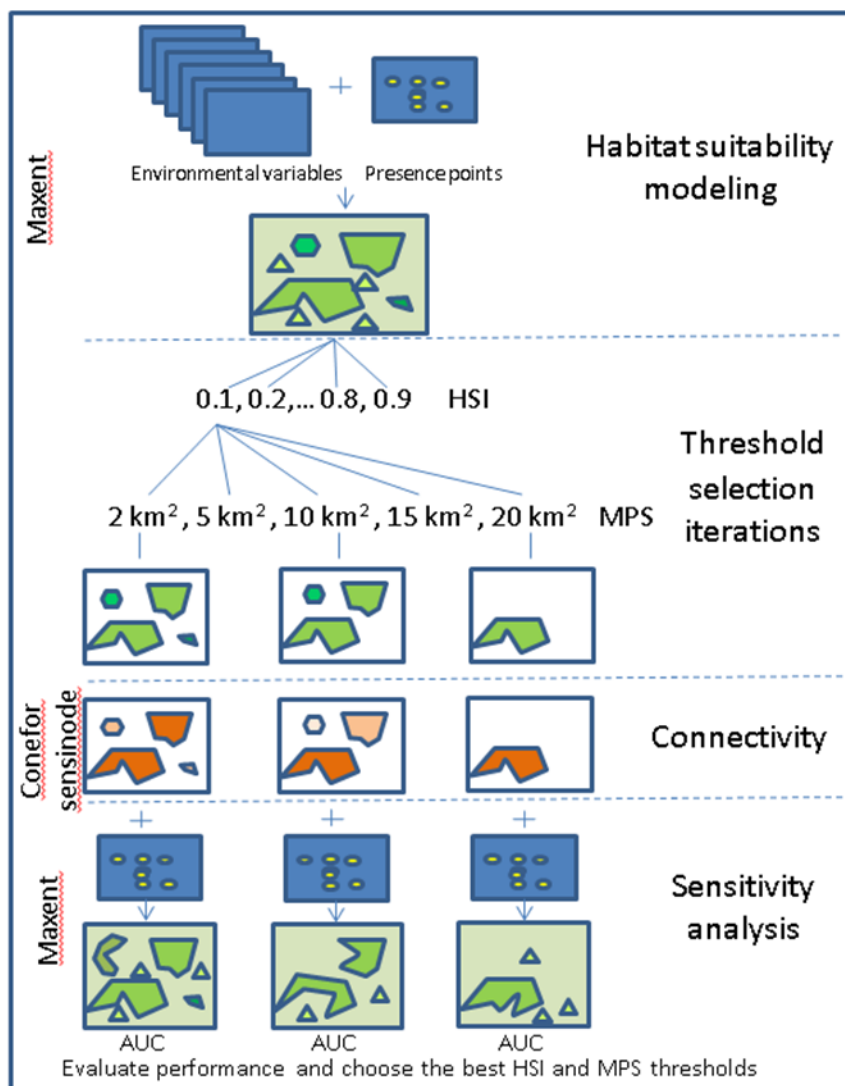 Maxent
Environmental variables Presence points
Habitat suitability
modeling
0.1, 0.2,... 0.8, 0.9 HSI
2 km², 5 km², 10 km², 15 km², 20 km² MPS
Threshold
selection
iterations
Conefor
sensinode
Connectivity
Maxent
Sensitivity
analysis
AUC AUC AUC
Evaluate performance and choose the best HSI and MPS thresholds